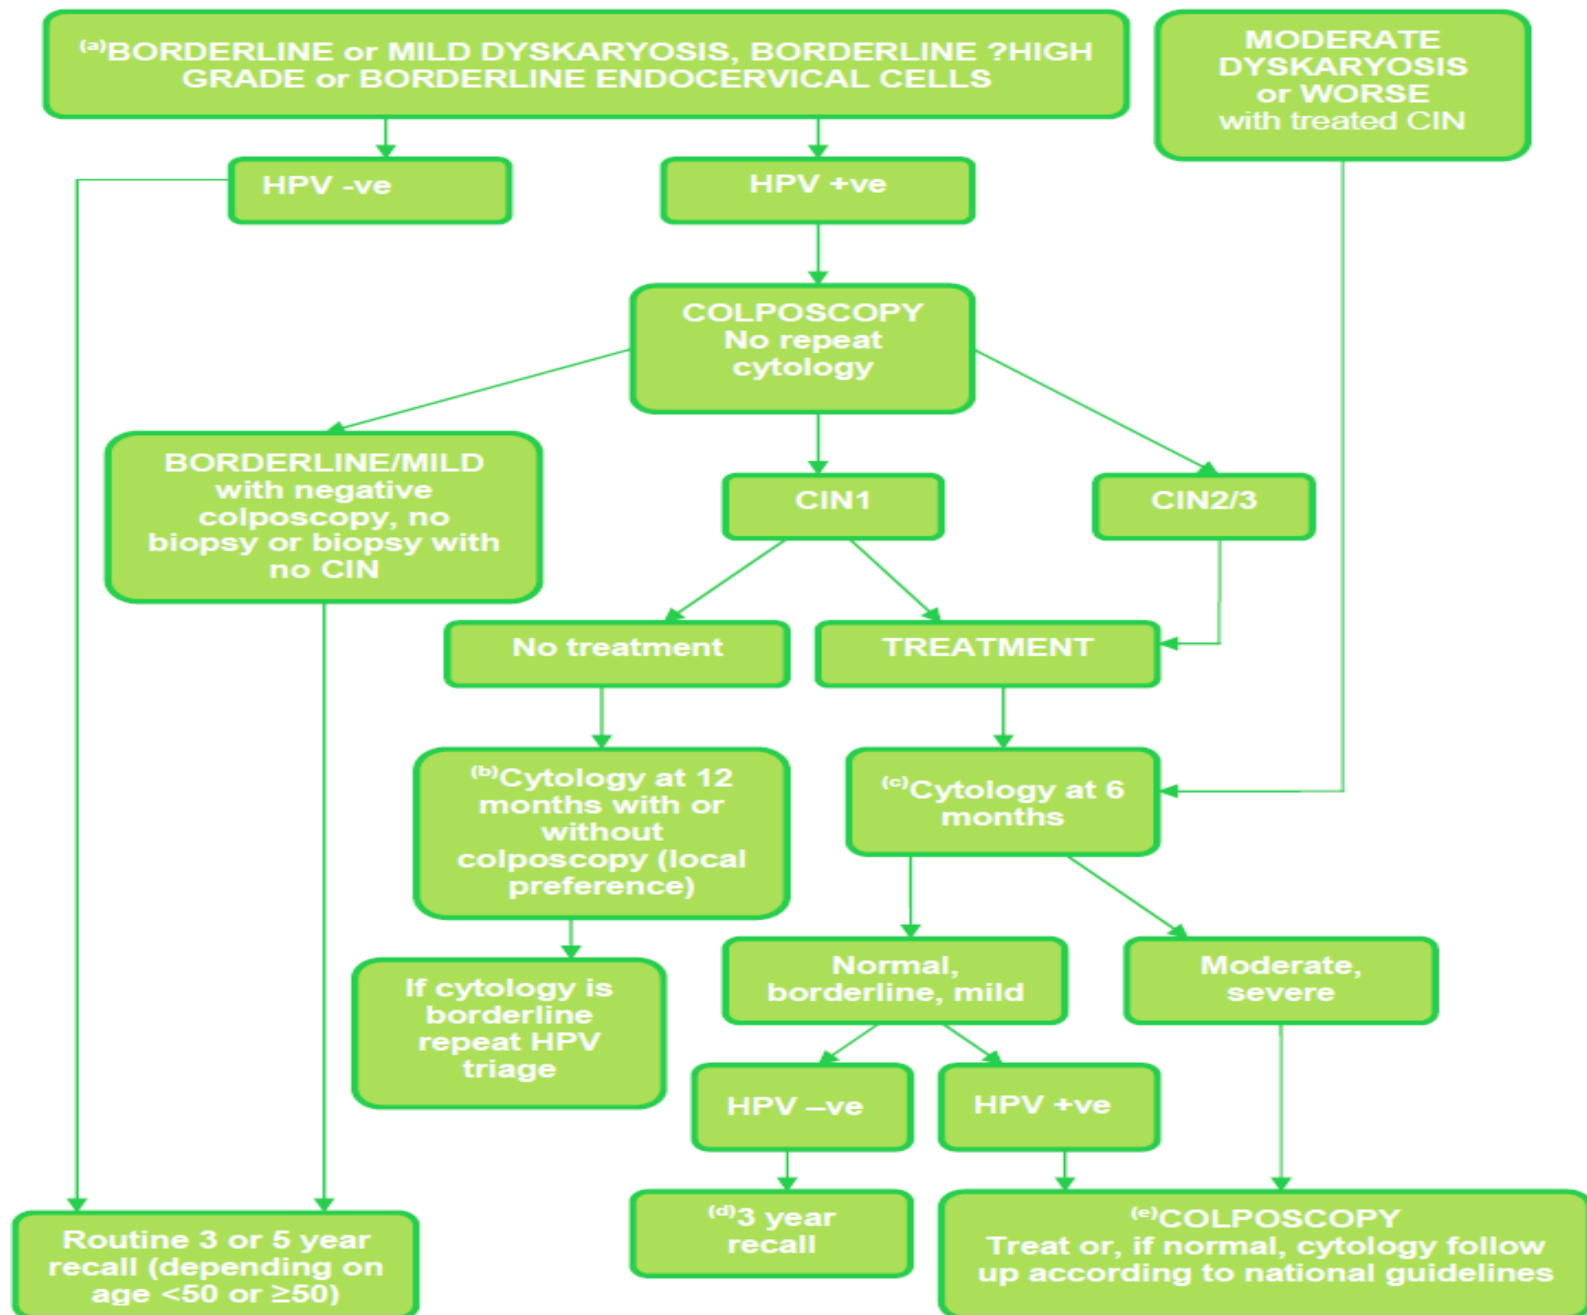 (a)BORDERLINE or MILD DYSKARYOSIS, BORDERLINE ?HIGH
GRADE or BORDERLINE ENDOCERVICAL CELLS
MODERATE
DYSKARYOSIS
or WORSE
with treated CIN
HPV -ve
HPV +ve
COLPOSCOPY
No repeat
cytology
BORDERLINE/MILD
with negative
colposcopy, no
biopsy or biopsy with
no CIN
CIN1
CIN2/3
No treatment
TREATMENT
(b)Cytology at 12
months with or
without
colposcopy (local
preference)
(c)Cytology at 6
months
If cytology is
borderline
repeat HPV
triage
Normal,
borderline, mild
Moderate,
severe
HPV –ve
HPV +ve
Routine 3 or 5 year
recall (depending on
age <50 or ≥50)
(d)3 year
recall
(e)COLPOSCOPY
Treat or, if normal, cytology follow
up according to national guidelines